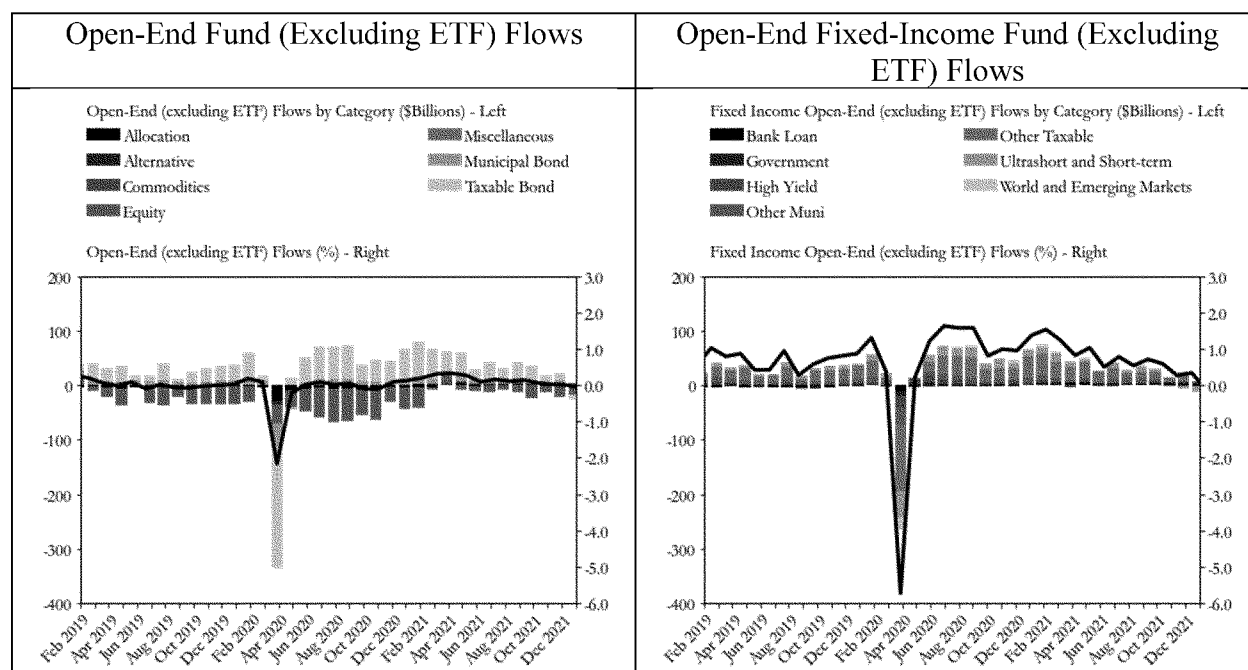 Open-End Fund (Excluding ETF) Flows
Open-End (excluding ETF) Flows by Category ($Billions) - Left
Allocation
Miscellaneous
Alternative
Municipal Bond
Commodities
Taxable Bond
Equity
Open-End (excluding ETF) Flows (%) - Right
200
100
0
-100
-200
-300
-400
3.0
2.0
1.0
0.0
-1.0
-2.0
-3.0
-4.0
-5.0
-6.0
Feb 2019
Apr 2019
Jun 2019
Aug 2019
Oct 2019
Dec 2019
Feb 2020
Apr 2020
Jun 2020
Aug 2020
Oct 2020
Dec 2020
Feb 2021
Apr 2021
Jun 2021
Aug 2021
Oct 2021
Dec 2021
Open-End Fixed-Income Fund (Excluding
ETF) Flows
Fixed Income Open-End (excluding ETF) Flows by Category ($Billions) - Left
Bank Loan
Other Taxable
Government
Ultrashort and Short-term
High Yield
World and Emerging Markets
Other Muni
Fixed Income Open-End (excluding ETF) Flows (%) - Right
200
100
0
-100
-200
-300
-400
3.0
2.0
1.0
0.0
-1.0
-2.0
-3.0
-4.0
-5.0
-6.0
Feb 2019
Apr 2019
Jun 2019
Aug 2019
Oct 2019
Dec 2019
Feb 2020
Apr 2020
Jun 2020
Aug 2020
Oct 2020
Dec 2020
Feb 2021
Apr 2021
Jun 2021
Aug 2021
Oct 2021
Dec 2021